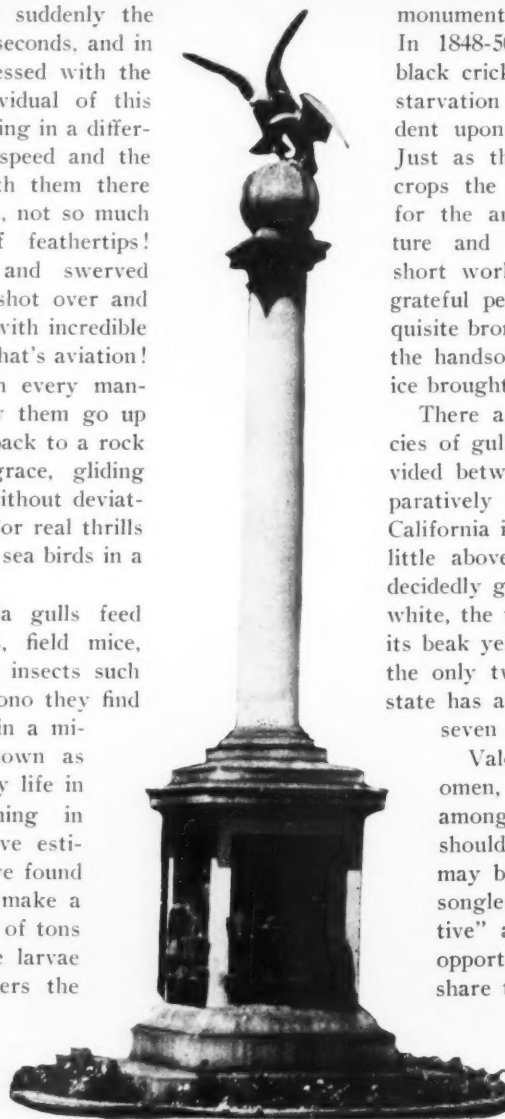 suddenly the
seconds, and in
essed with the
vidual of this
ing in a differ-
speed and the
th them there
, not so much
f feathertips!
and swerved
shot over and
with incredible
hat's aviation!
n every man-
them go up
back to a rock
grace, gliding
ithout deviat-
or real thrills
sea birds in a
a gulls feed
, field mice,
insects such
ono they find
in a mi-
own as
y life in
ning in
ve esti-
e found
make a
of tons
e larvae
ers the
monument
In 1848-50
black crick
starvation
dent upon
Just as th
crops the
for the ar
ture and
short work
grateful pe
quisite bron
the handso
ice brought
There a
cies of gull
vided betw
paratively
California i
little above
decidedly g
white, the
its beak ye
the only tw
state has a
seven
Vale
omen,
among
should
may b
songle
tive" a
opport
share t